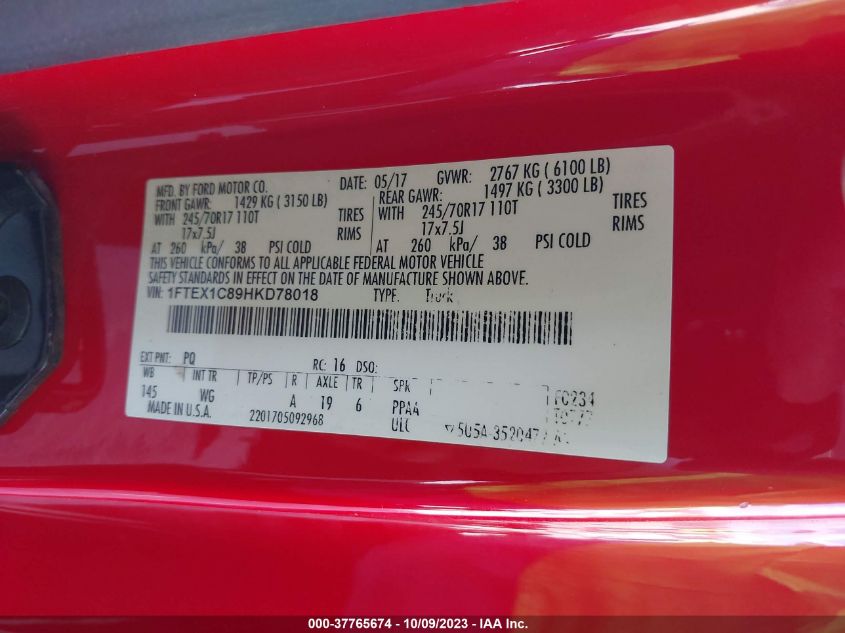 MFD. BY FORD MOTOR CO.
DATE: 05/17 GVWR: 2767 KG ( 6100 LB)
FRONT GAWR: 1429 KG ( 3150 LB)
REAR GAWR: 1497 KG ( 3300 LB)
WITH 245/70R17 110T TIRES
WITH 245/70R17 110T TIRES
17x7.5J RIMS
17x7.5J RIMS
AT 260 kPa/ 38 PSI COLD
AT 260 kPa/ 38 PSI COLD
THIS VEHICLE CONFORMS TO ALL APPLICABLE FEDERAL MOTOR VEHICLE
SAFETY STANDARDS IN EFFECT ON THE DATE OF MANUFACTURE SHOWN ABOVE.
VIN: 1FTEX1C89HKD78018 TYPE: Truck
EXT PNT: PQ RC: 16 DSO:
WB INT TR TP/PS R AXLE TR SPR
145 WG A 19 6 PPAA
MADE IN U.S.A. 2201705092968 ULC
000-37765674 - 10/09/2023 - IAA Inc.